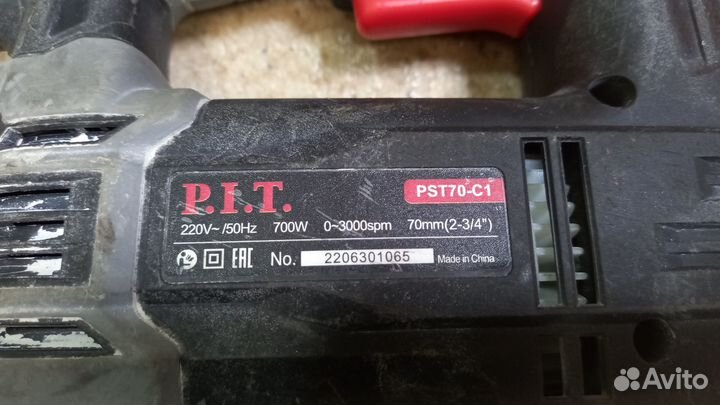 P.I.T.
PST70-C1
220V~ /50Hz 700W 0~3000spm 70mm(2-3/4")
EAC No. 2206301065 Made in China
Avito